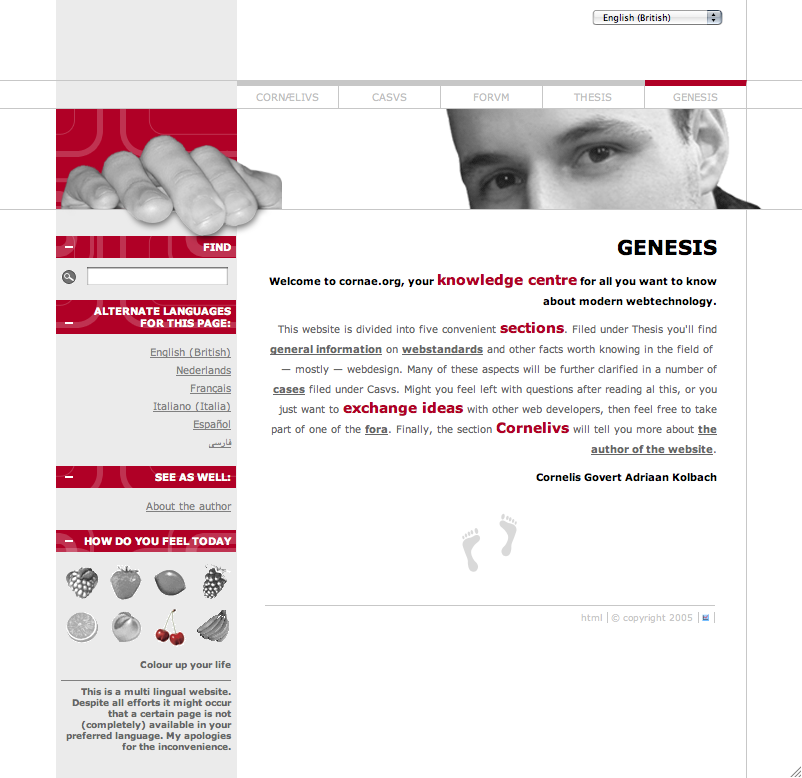 English (British)
CORNÆLIVS CASVS FORVM THESIS GENESIS
FIND
ALTERNATE LANGUAGES
FOR THIS PAGE:
English (British)
Nederlands
Français
Italiano (Italia)
Español
فارسی
SEE AS WELL:
About the author
HOW DO YOU FEEL TODAY
Colour up your life
This is a multi lingual website.
Despite all efforts it might occur
that a certain page is not
(completely) available in your
preferred language. My apologies
for the inconvenience.
GENESIS
Welcome to cornae.org, your knowledge centre for all you want to know
about modern webtechnology.
This website is divided into five convenient sections. Filed under Thesis you'll find
general information on webstandards and other facts worth knowing in the field of
— mostly — webdesign. Many of these aspects will be further clarified in a number of
cases filed under Casvs. Might you feel left with questions after reading al this, or you
just want to exchange ideas with other web developers, then feel free to take
part of one of the fora. Finally, the section Cornelivs will tell you more about the
author of the website.
Cornelis Govert Adriaan Kolbach
html | © copyright 2005 | |